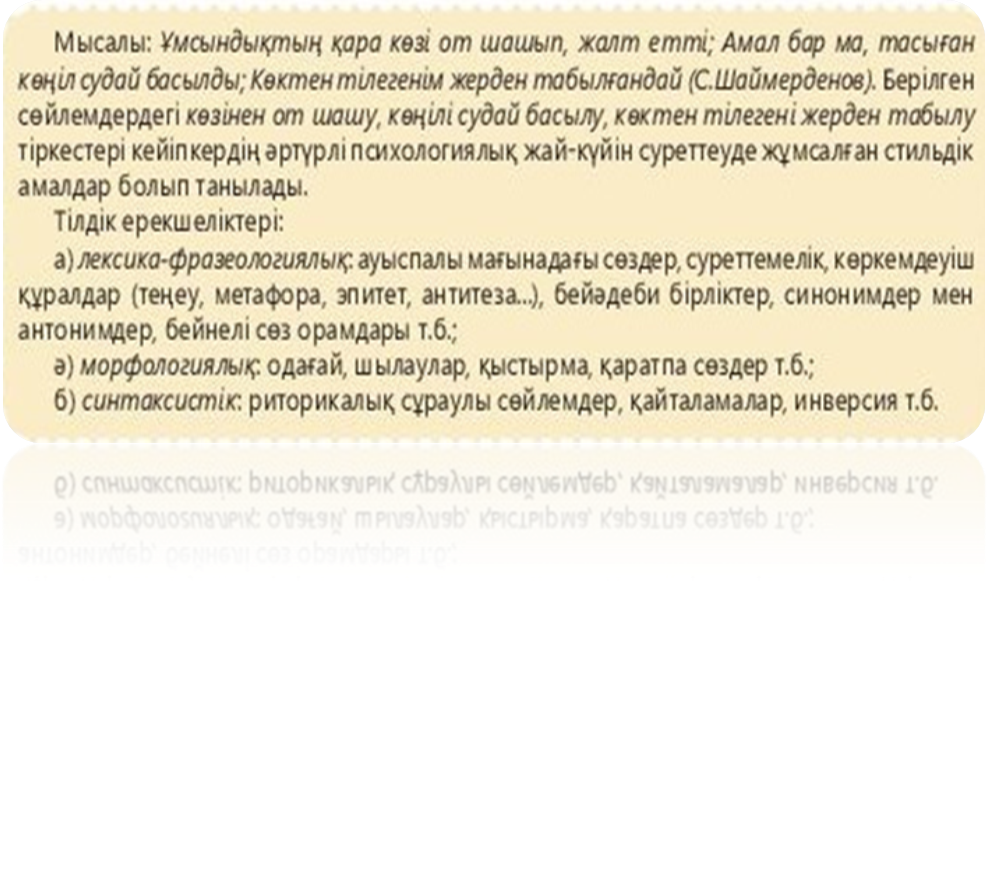 Мысалы: Ұмсындықтың қара көзі от шашып, жалт етті; Амал бар ма, тасыған
көңіл судай басылды; Көктен тілегенім жерден табылғандай (С.Шаймерденов). Берілген
сөйлемдердегі көзінен от шашу, көңілі судай басылу, көктен тілегені жерден табылу
тіркестері кейіпкердің әртүрлі психологиялық жай-күйін суреттеуде жұмсалған стильдік
амалдар болып танылады.
Тілдік ерекшеліктері:
а) лексика-фразеологиялық: ауыспалы мағынадағы сөздер, суреттемелік, көркемдеуіш
құралдар (теңеу, метафора, эпитет, антитеза...), бейәдеби бірліктер, синонимдер мен
антонимдер, бейнелі сөз орамдары т.б.;
ә) морфологиялық: одағай, шылаулар, қыстырма, қаратпа сөздер т.б.;
б) синтаксистік: риторикалық сұраулы сөйлемдер, қайталамалар, инверсия т.б.